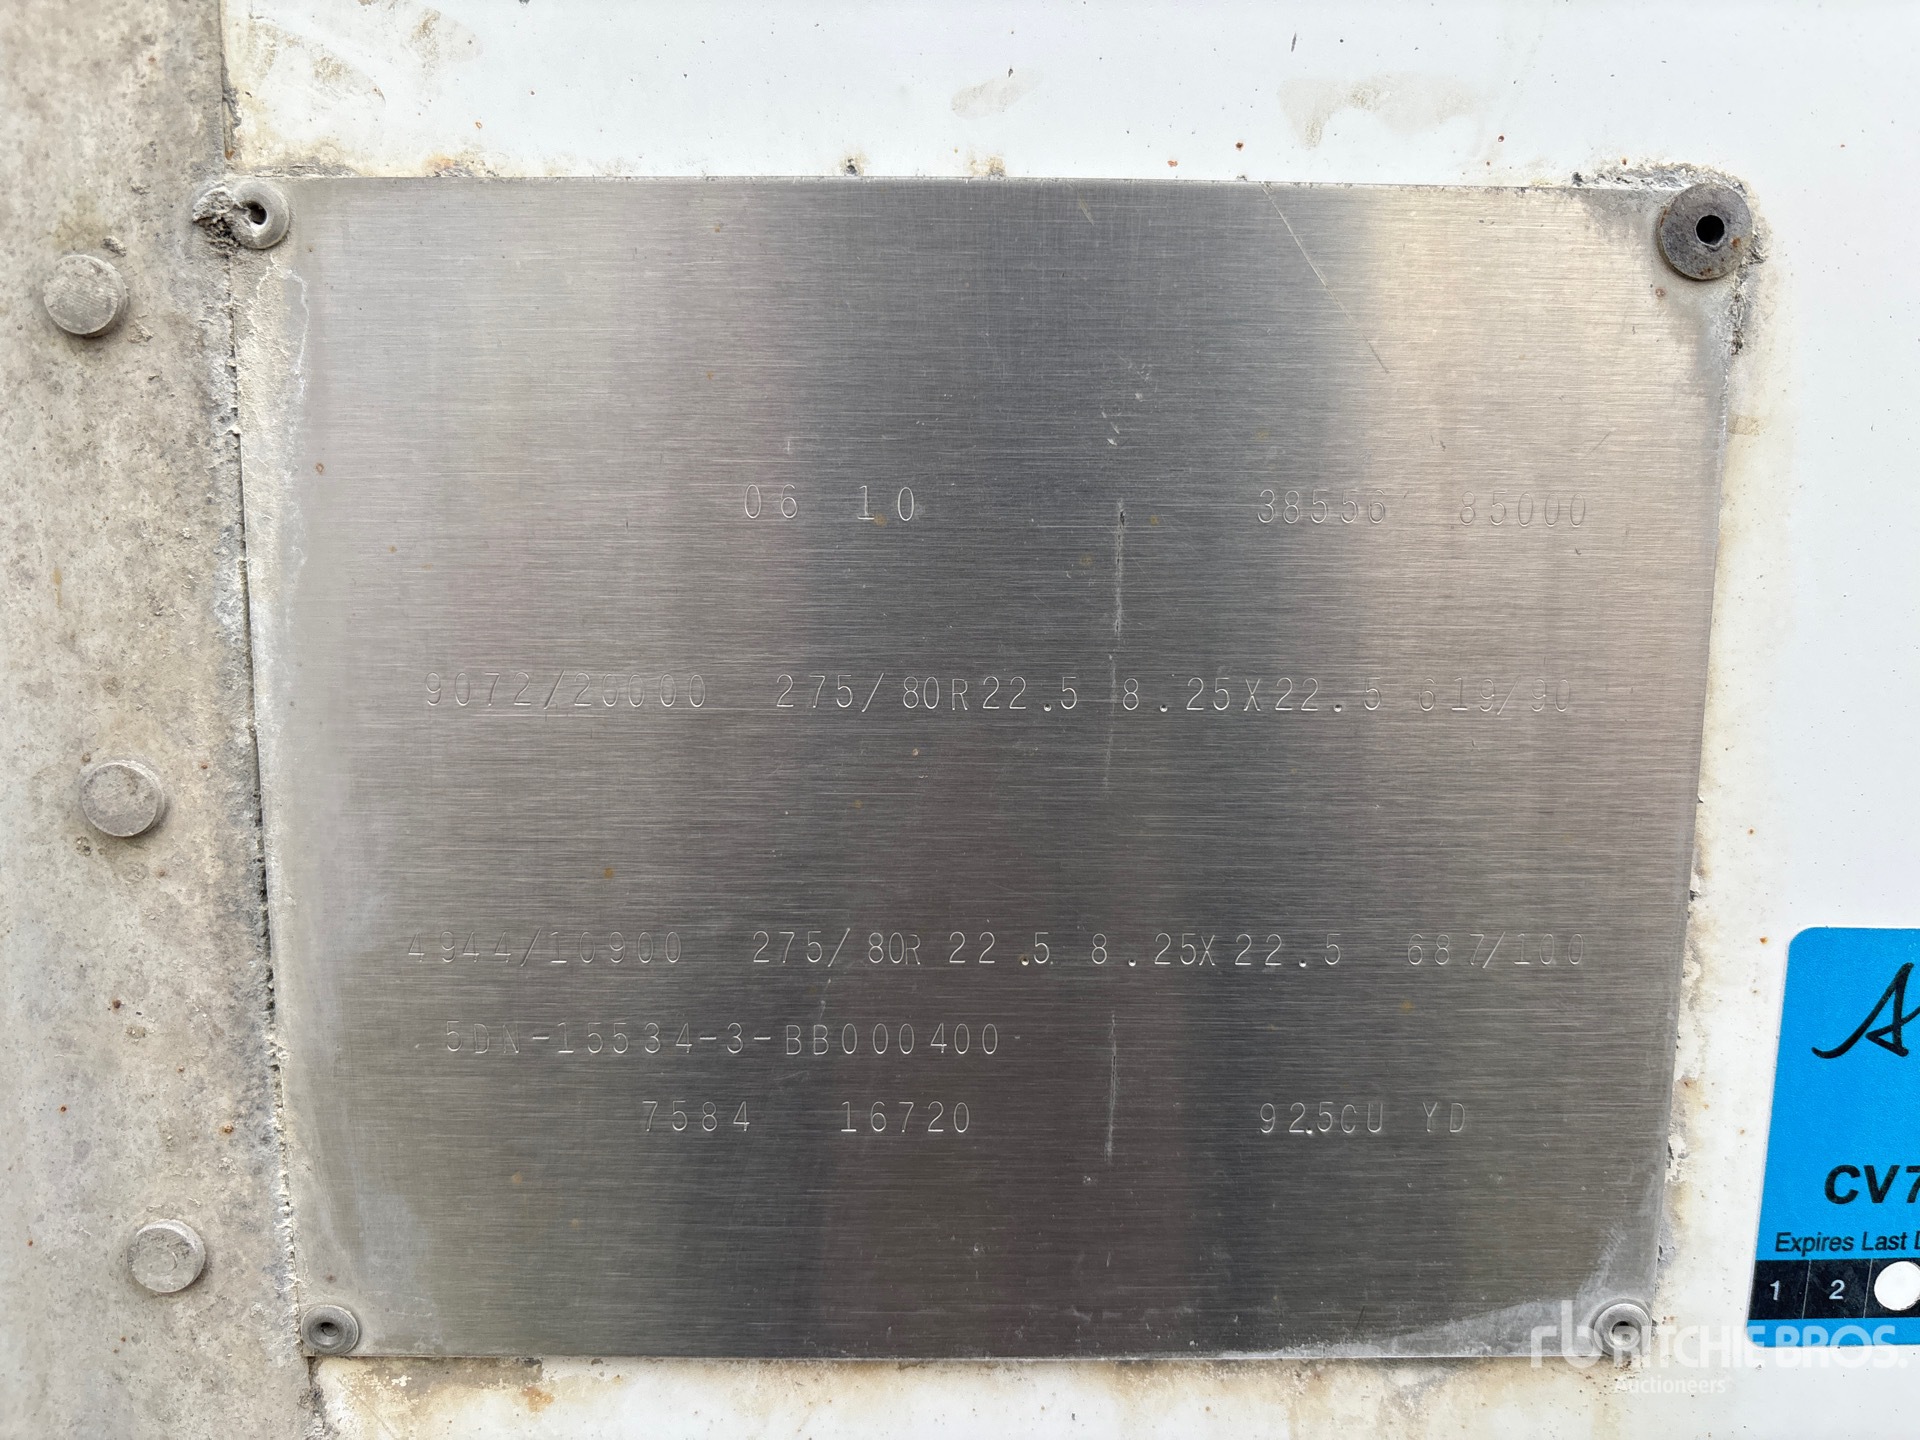 06 10 38556 85000
9072/20000 275/80R22.5 8.25X22.5 619/90
4944/10900 275/80R 22.5 8.25X22.5 687/100
5DN-15534-3-BB000400
7584 16720 92.5CU YD
CV7
Expires Last
1 2
rb RITCHIE BROS.
Auctioneers